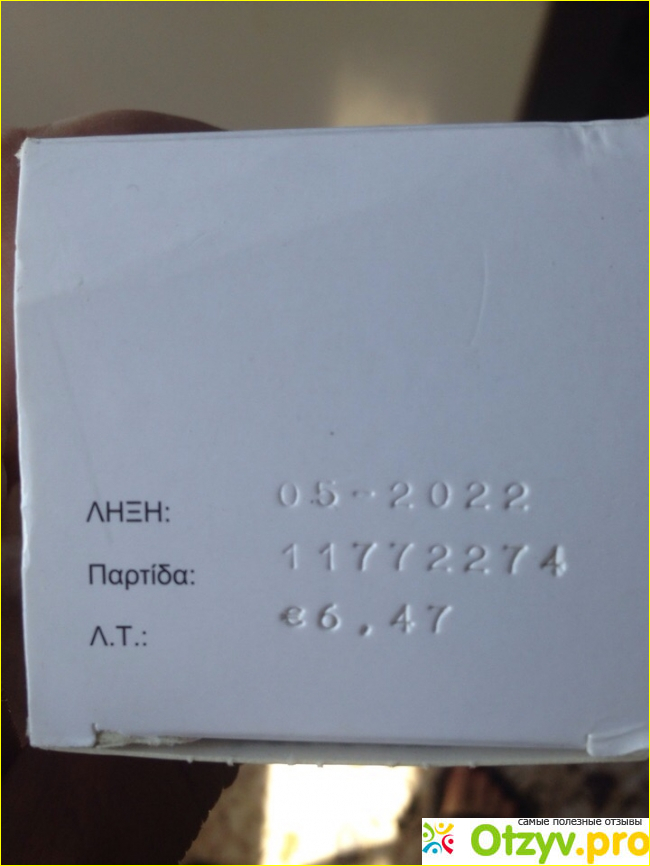 ΛΗΞΗ: 05-2022
Παρτίδα: 11772274
Λ.Τ.: €6,47
самые полезные отзывы
Otzyv.pro